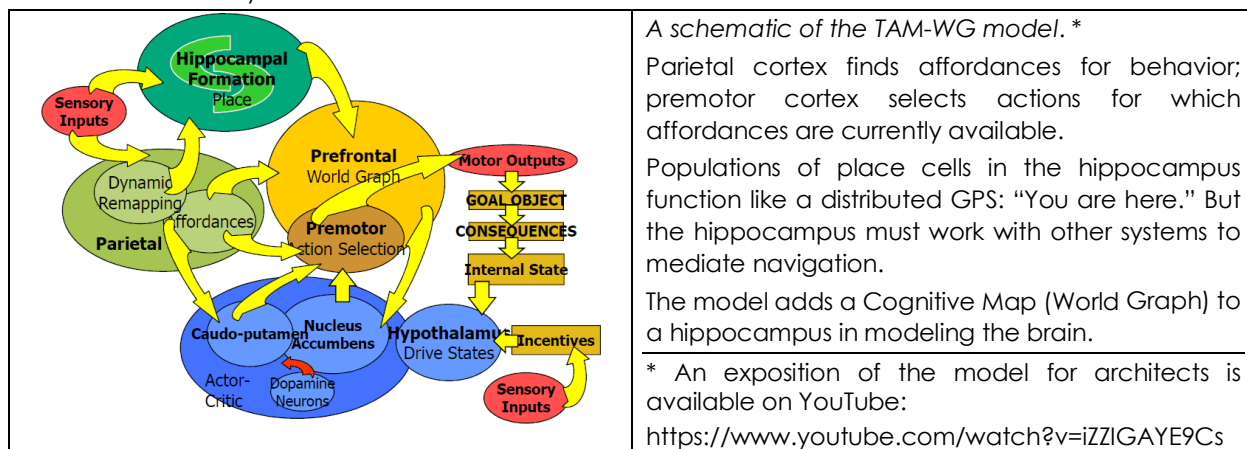 Hippocampal
Formation
Place
Sensory
Inputs
Prefrontal
World Graph
Motor Outputs
Dynamic
Remapping
Affordances
GOAL OBJECT
Parietal
Premotor
Action Selection
CONSEQUENCES
Internal State
Caudo-putamen
Nucleus
Accumbens
Hypothalamus
Drive States
Incentives
Actor-
Critic
Dopamine
Neurons
Sensory
Inputs
A schematic of the TAM-WG model. *
Parietal cortex finds affordances for behavior;
premotor cortex selects actions for which
affordances are currently available.
Populations of place cells in the hippocampus
function like a distributed GPS: “You are here.” But
the hippocampus must work with other systems to
mediate navigation.
The model adds a Cognitive Map (World Graph) to
a hippocampus in modeling the brain.
* An exposition of the model for architects is
available on YouTube:
https://www.youtube.com/watch?v=iZZIGAYE9Cs